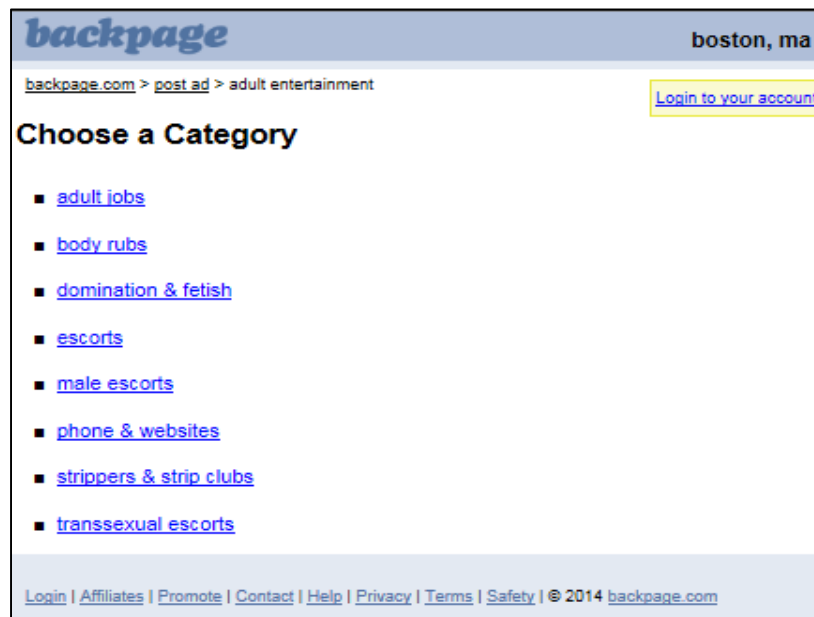 backpage
boston, ma
backpage.com > post ad > adult entertainment
Login to your account
Choose a Category
adult jobs
body rubs
domination & fetish
escorts
male escorts
phone & websites
strippers & strip clubs
transsexual escorts
Login | Affiliates | Promote | Contact | Help | Privacy | Terms | Safety | © 2014 backpage.com